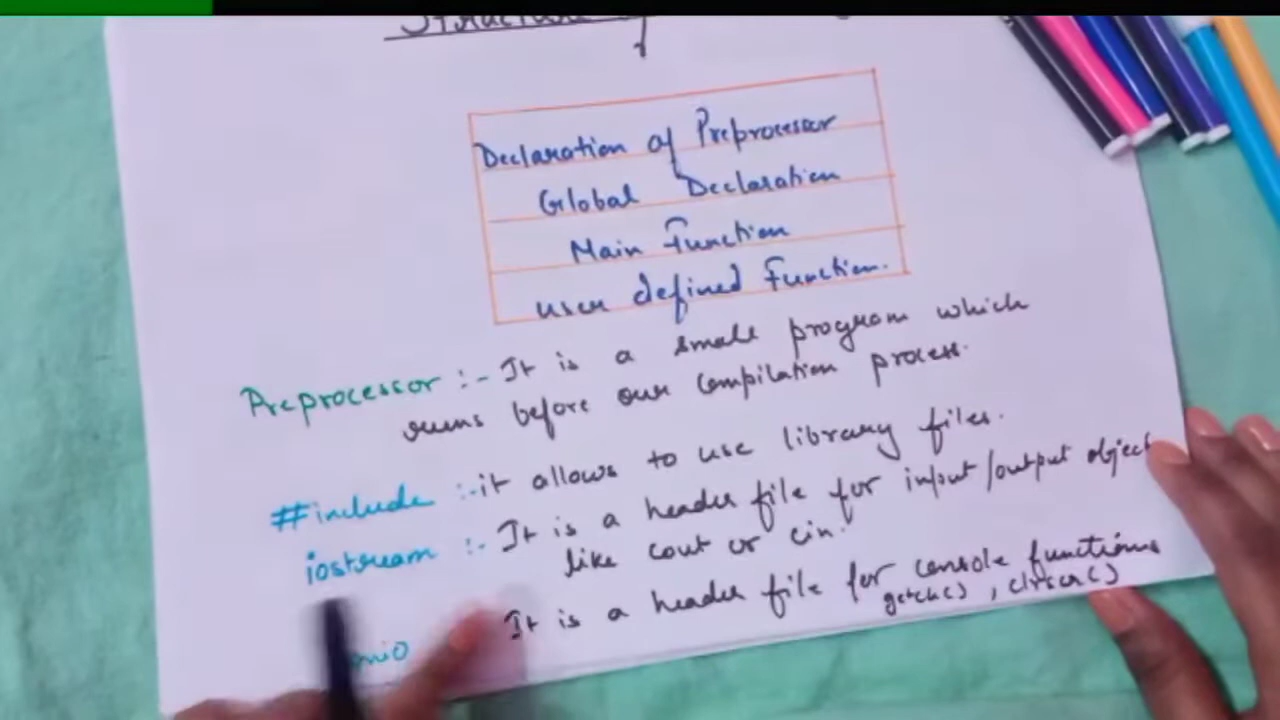 Structure
Declaration of Preprocessor
Global Declaration
Main Function
user defined Function.
Preprocessor :- It is a small program which
runs before our compilation process.
#include :- it allows to use library files.
iostream :- It is a header file for input/output object
like cout or cin.
nio It is a header file for console functions
getch() , clrscr()